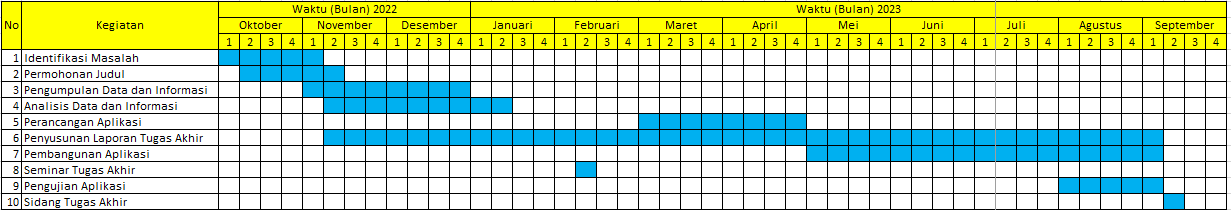 No Kegiatan Waktu (Bulan) 2022 Waktu (Bulan) 2023
Oktober November Desember Januari Februari Maret April Mei Juni Juli Agustus September
1 2 3 4 1 2 3 4 1 2 3 4 1 2 3 4 1 2 3 4 1 2 3 4 1 2 3 4 1 2 3 4 1 2 3 4 1 2 3 4 1 2 3 4 1 2 3 4
1 Identifikasi Masalah
2 Permohonan Judul
3 Pengumpulan Data dan Informasi
4 Analisis Data dan Informasi
5 Perancangan Aplikasi
6 Penyusunan Laporan Tugas Akhir
7 Pembangunan Aplikasi
8 Seminar Tugas Akhir
9 Pengujian Aplikasi
10 Sidang Tugas Akhir